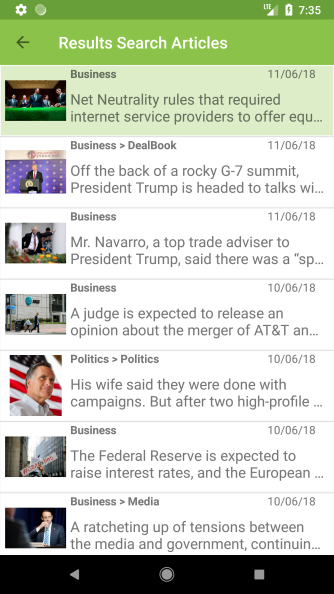 LTE 7:35
Results Search Articles
Business 11/06/18
Net Neutrality rules that required
internet service providers to offer equ…
Business > DealBook 11/06/18
Off the back of a rocky G-7 summit,
President Trump is headed to talks wi…
Business 11/06/18
Mr. Navarro, a top trade adviser to
President Trump, said there was a “sp…
Business 10/06/18
A judge is expected to release an
opinion about the merger of AT&T an…
Politics > Politics 10/06/18
His wife said they were done with
campaigns. But after two high-profile …
Business 10/06/18
The Federal Reserve is expected to
raise interest rates, and the European …
Business > Media 10/06/18
A ratcheting up of tensions between
the media and government, continuin…